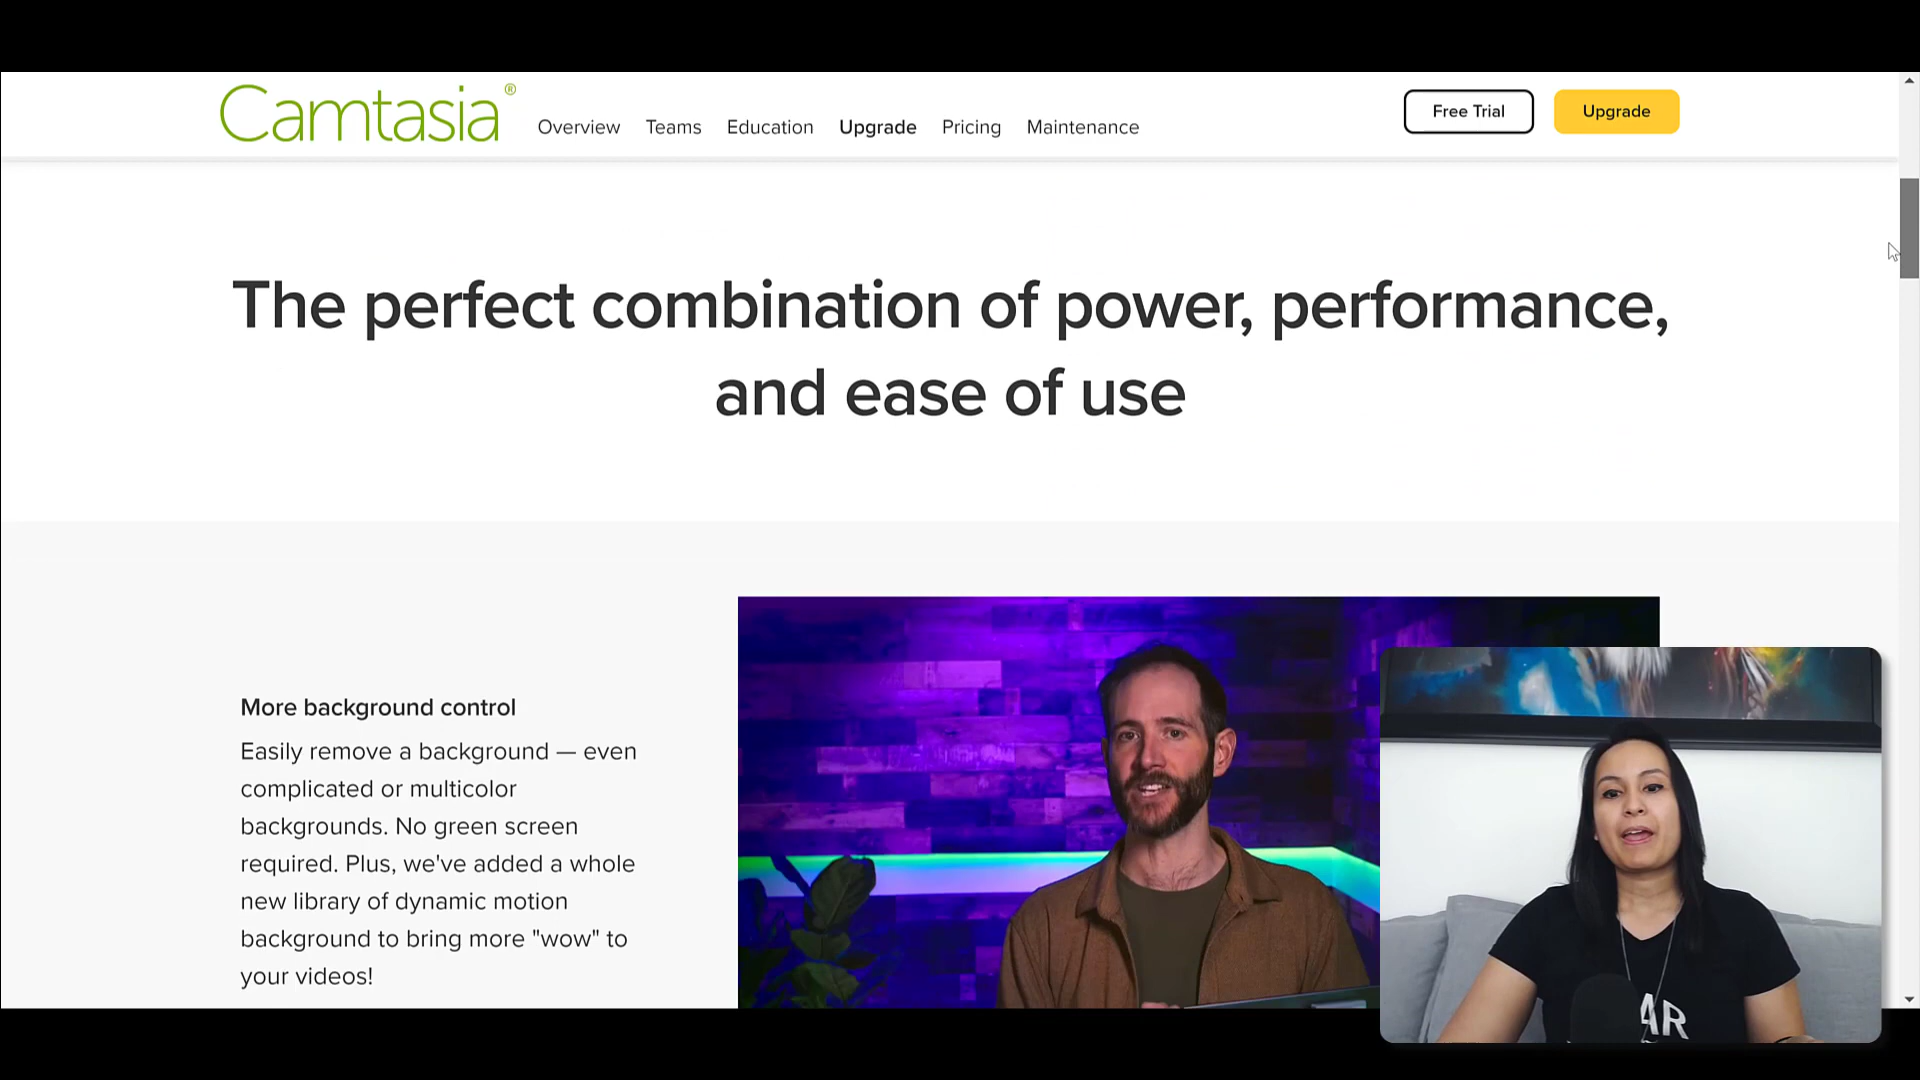 Camtasia®
Overview Teams Education Upgrade Pricing Maintenance
Free Trial
Upgrade
The perfect combination of power, performance,
and ease of use
More background control
Easily remove a background — even
complicated or multicolor
backgrounds. No green screen
required. Plus, we've added a whole
new library of dynamic motion
background to bring more "wow" to
your videos!